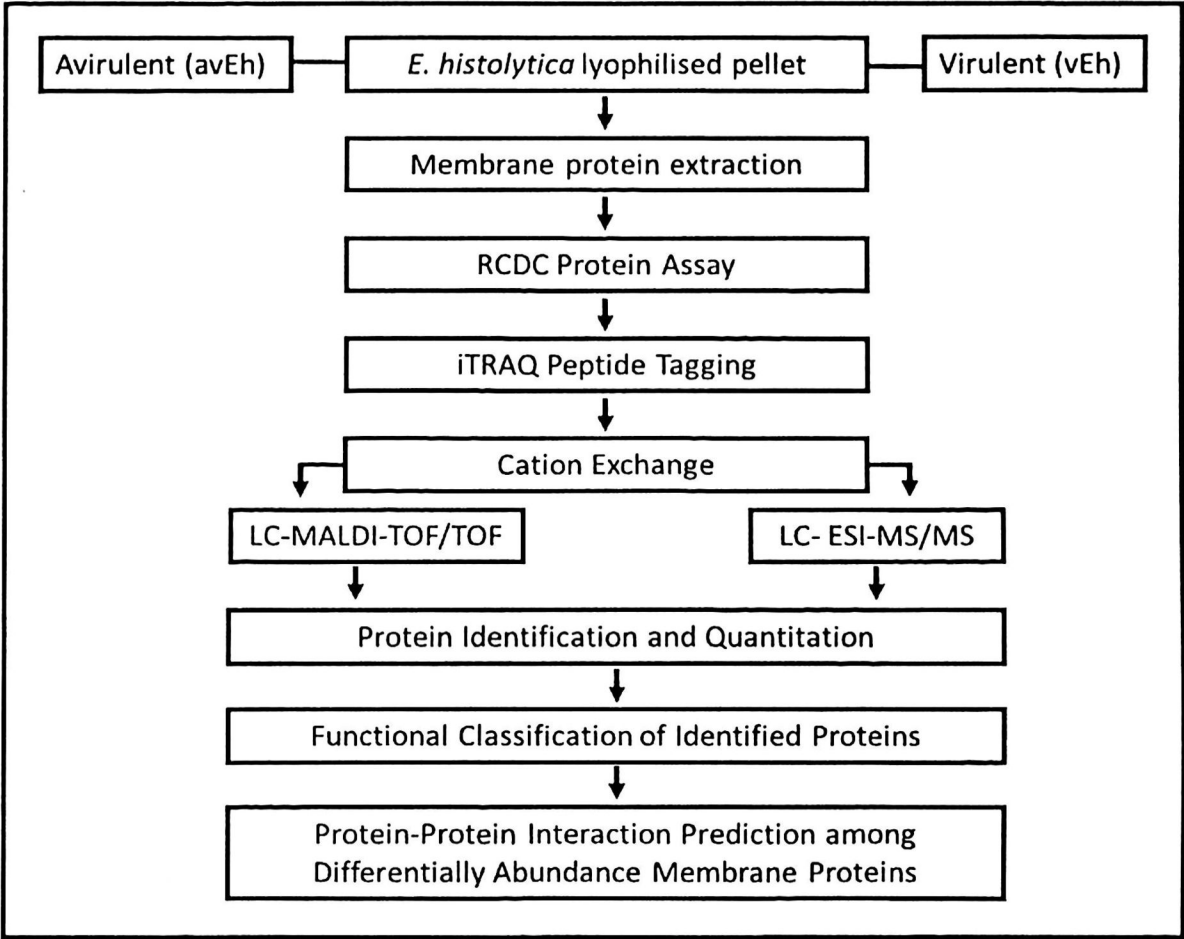 Avirulent (avEh)
E. histolytica lyophilised pellet
Virulent (vEh)
Membrane protein extraction
RCDC Protein Assay
iTRAQ Peptide Tagging
Cation Exchange
LC-MALDI-TOF/TOF
LC- ESI-MS/MS
Protein Identification and Quantitation
Functional Classification of Identified Proteins
Protein-Protein Interaction Prediction among
Differentially Abundance Membrane Proteins